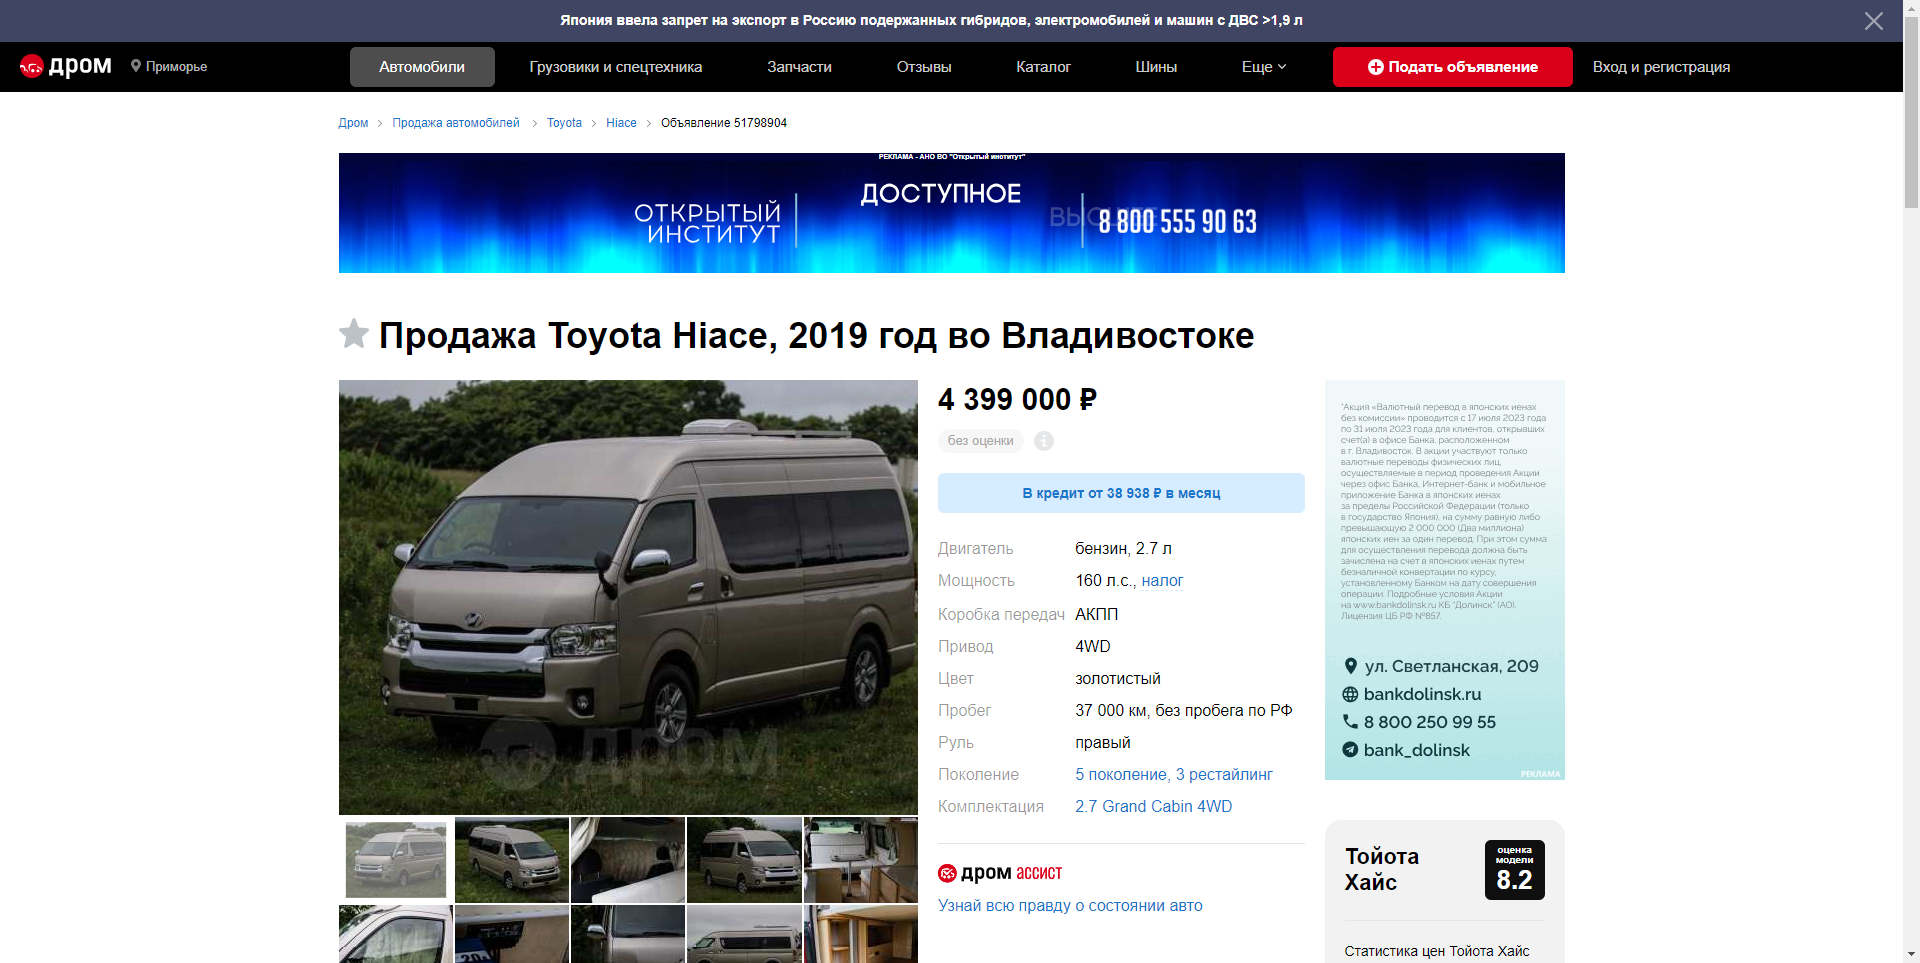 Япония ввела запрет на экспорт в Россию подержанных гибридов, электромобилей и машин с ДВС >1,9 л
дром
Приморье
Автомобили
Грузовики и спецтехника
Запчасти
Отзывы
Каталог
Шины
Еще
Подать объявление
Вход и регистрация
Дром
Продажа автомобилей
Toyota
Hiace
Объявление 51798904
РЕКЛАМА - АНО ВО "Открытый институт"
ОТКРЫТЫЙ
ИНСТИТУТ
ДОСТУПНОЕ
8 800 555 90 63
Продажа Toyota Hiace, 2019 год во Владивостоке
дром
4 399 000 ₽
без оценки
В кредит от 38 938 ₽ в месяц
Двигатель бензин, 2.7 л
Мощность 160 л.с., налог
Коробка передач АКПП
Привод 4WD
Цвет золотистый
Пробег 37 000 км, без пробега по РФ
Руль правый
Поколение 5 поколение, 3 рестайлинг
Комплектация 2.7 Grand Cabin 4WD
дром АССИСТ
Узнай всю правду о состоянии авто
*Акция «Валютный перевод в японских иенах
без комиссии» проводится с 17 июля 2023 года
по 31 июля 2023 года для клиентов, открывших
счет(а) в офисе Банка, расположенном
в г. Владивосток. В акции участвуют только
валютные переводы физических лиц,
осуществляемые в период проведения Акции
через офис Банка, Интернет-банк и мобильное
приложение Банка в японских иенах
за пределы Российской Федерации (только
в государство Япония), на сумму равную либо
превышающую 2 000 000 (Два миллиона)
японских иен за один перевод. При этом сумма
для осуществления перевода должна быть
зачислена на счет в японских иенах путем
безналичной конвертации по курсу,
установленному Банком на дату совершения
операции. Подробные условия Акции
на www.bankdolinsk.ru КБ "Долинск" (АО).
Лицензия ЦБ РФ №857.
ул. Светланская, 209
bankdolinsk.ru
8 800 250 99 55
bank_dolinsk
РЕКЛАМА
Тойота
Хайс
оценка
модели
8.2
Статистика цен Тойота Хайс